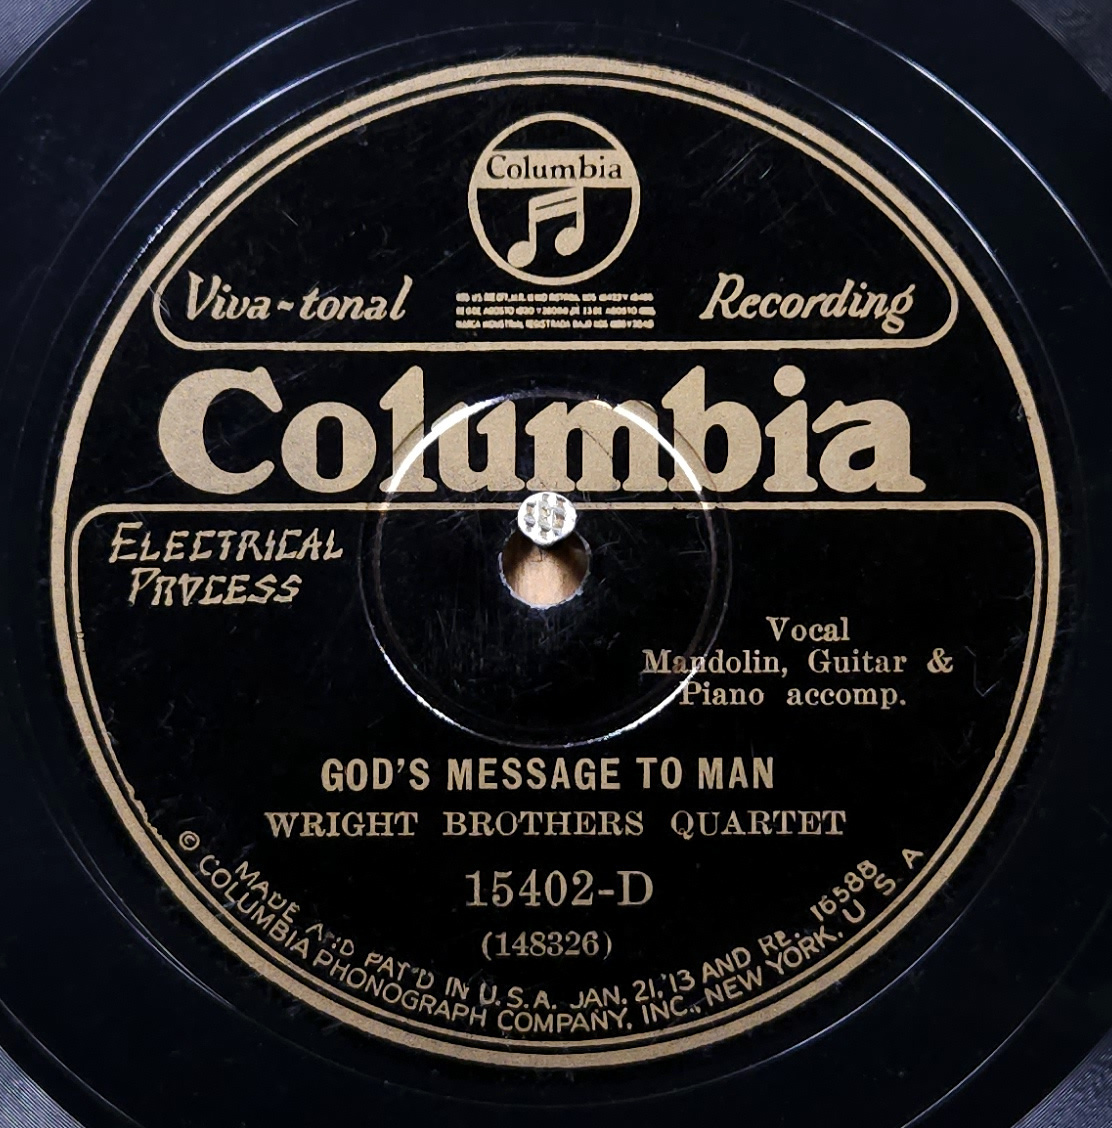 Columbia
Viva-tonal Recording
Columbia
ELECTRICAL
PROCESS
Vocal
Mandolin, Guitar &
Piano accomp.
GOD'S MESSAGE TO MAN
WRIGHT BROTHERS QUARTET
15402-D
(148326)
MADE AND PAT'D IN U.S.A. JAN. 21, '13 AND RE. 16588
© COLUMBIA PHONOGRAPH COMPANY, INC., NEW YORK, U S A